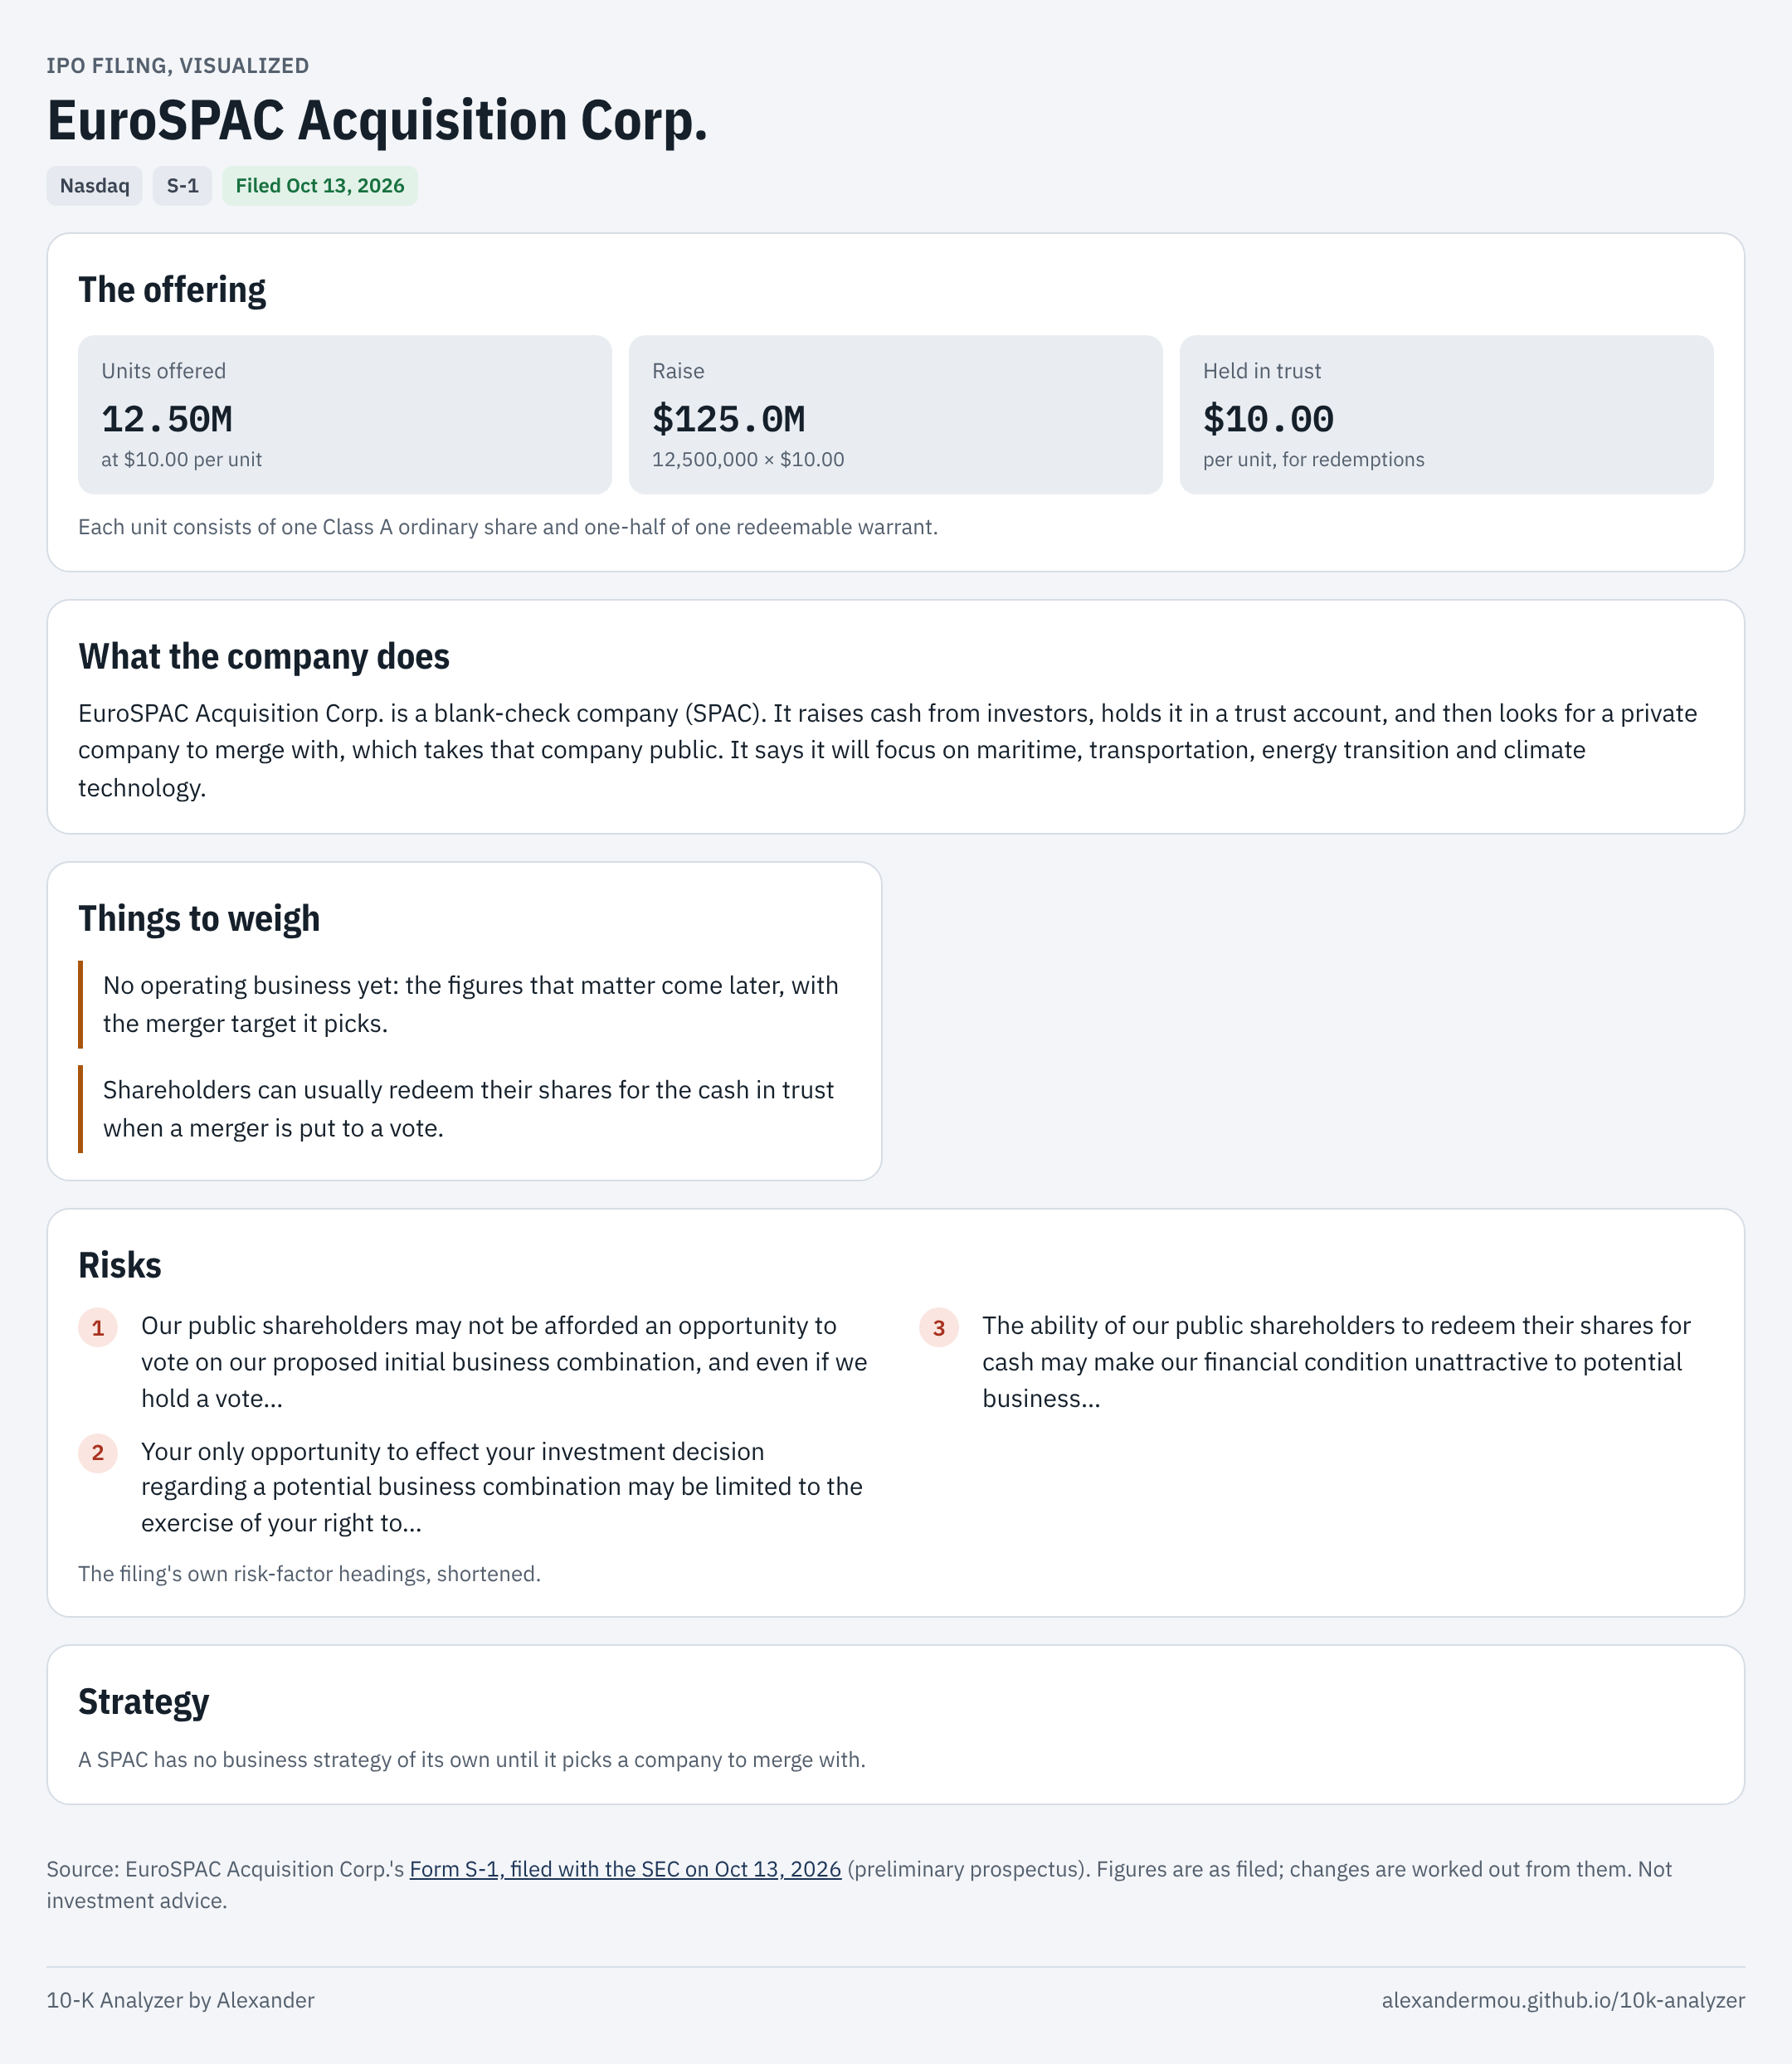 IPO FILING, VISUALIZED
EuroSPAC Acquisition Corp.
Nasdaq S-1 Filed Oct 13, 2026
The offering
Units offered
12.50M
at $10.00 per unit
Raise
$125.0M
12,500,000 × $10.00
Held in trust
$10.00
per unit, for redemptions
Each unit consists of one Class A ordinary share and one-half of one redeemable warrant.
What the company does
EuroSPAC Acquisition Corp. is a blank-check company (SPAC). It raises cash from investors, holds it in a trust account, and then looks for a private
company to merge with, which takes that company public. It says it will focus on maritime, transportation, energy transition and climate
technology.
Things to weigh
No operating business yet: the figures that matter come later, with
the merger target it picks.
Shareholders can usually redeem their shares for the cash in trust
when a merger is put to a vote.
Risks
1 Our public shareholders may not be afforded an opportunity to
vote on our proposed initial business combination, and even if we
hold a vote...
2 Your only opportunity to effect your investment decision
regarding a potential business combination may be limited to the
exercise of your right to...
3 The ability of our public shareholders to redeem their shares for
cash may make our financial condition unattractive to potential
business...
The filing's own risk-factor headings, shortened.
Strategy
A SPAC has no business strategy of its own until it picks a company to merge with.
Source: EuroSPAC Acquisition Corp.'s Form S-1, filed with the SEC on Oct 13, 2026 (preliminary prospectus). Figures are as filed; changes are worked out from them. Not
investment advice.
10-K Analyzer by Alexander
alexandermou.github.io/10k-analyzer